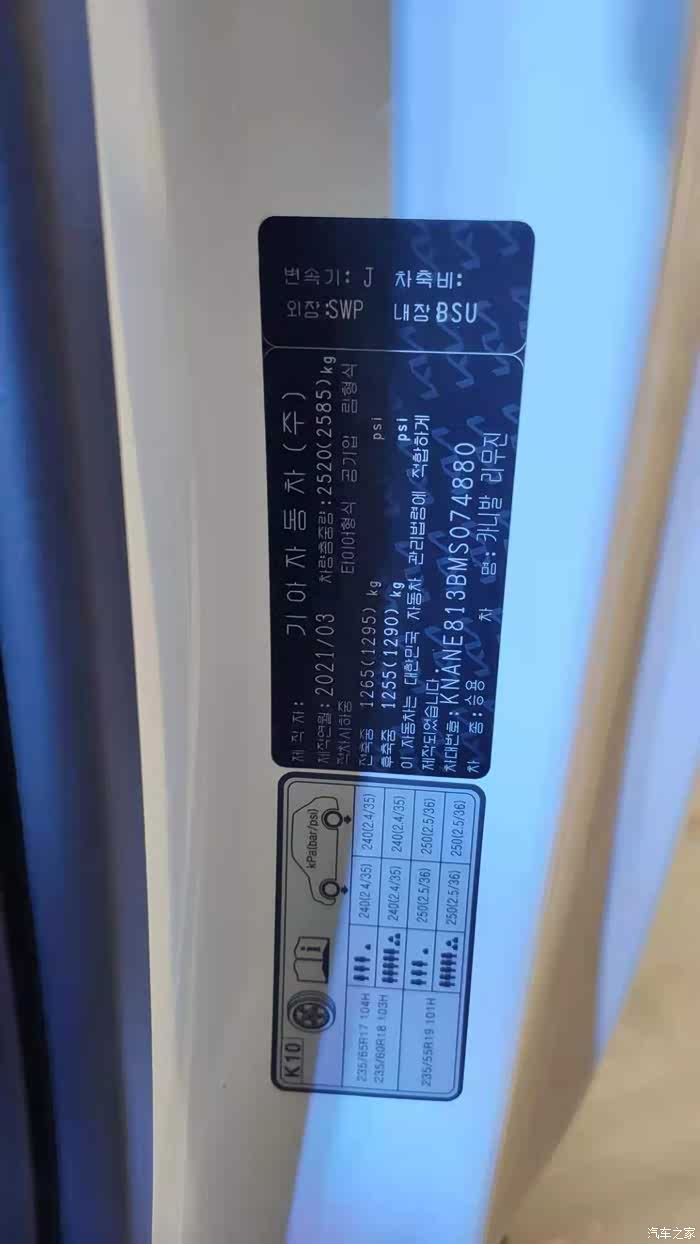 변속기: J 차축비:
외장:SWP 내장BSU
제 작 자: 기 아 자 동 차 ( 주 )
제작연월: 2021/03 차량총중량:2520(2585)kg
적차시하중 타이어형식 공기압 림형식
전축중 1265(1295) kg psi
후축중 1255(1290) kg psi
이 자동차는 대한민국 자동차 관리법령에 적합하게
제작되었습니다.
차대번호:KNANE813BMS074880
차 종:승용 차 명:카니발 리무진
K10 i kPa(bar/psi)
235/65R17 104H 240(2.4/35) 240(2.4/35)
235/60R18 103H 240(2.4/35) 240(2.4/35)
235/55R19 101H 250(2.5/36) 250(2.5/36)
250(2.5/36) 250(2.5/36)
汽车之家